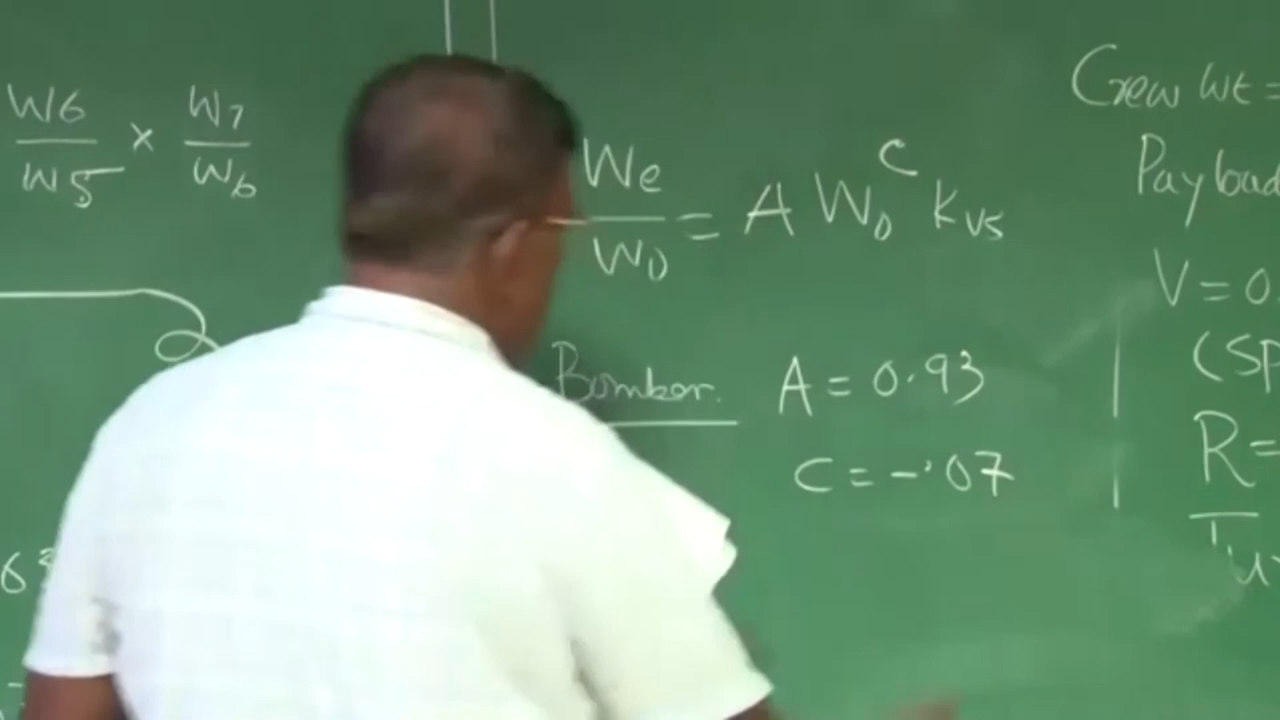 W6/W5 × W7/W6
We/W0 = A W0^C Kvs
Bomber. A = 0.93
C = -.07
Crew Wt =
Payload
V = 0.
(Sp
R =